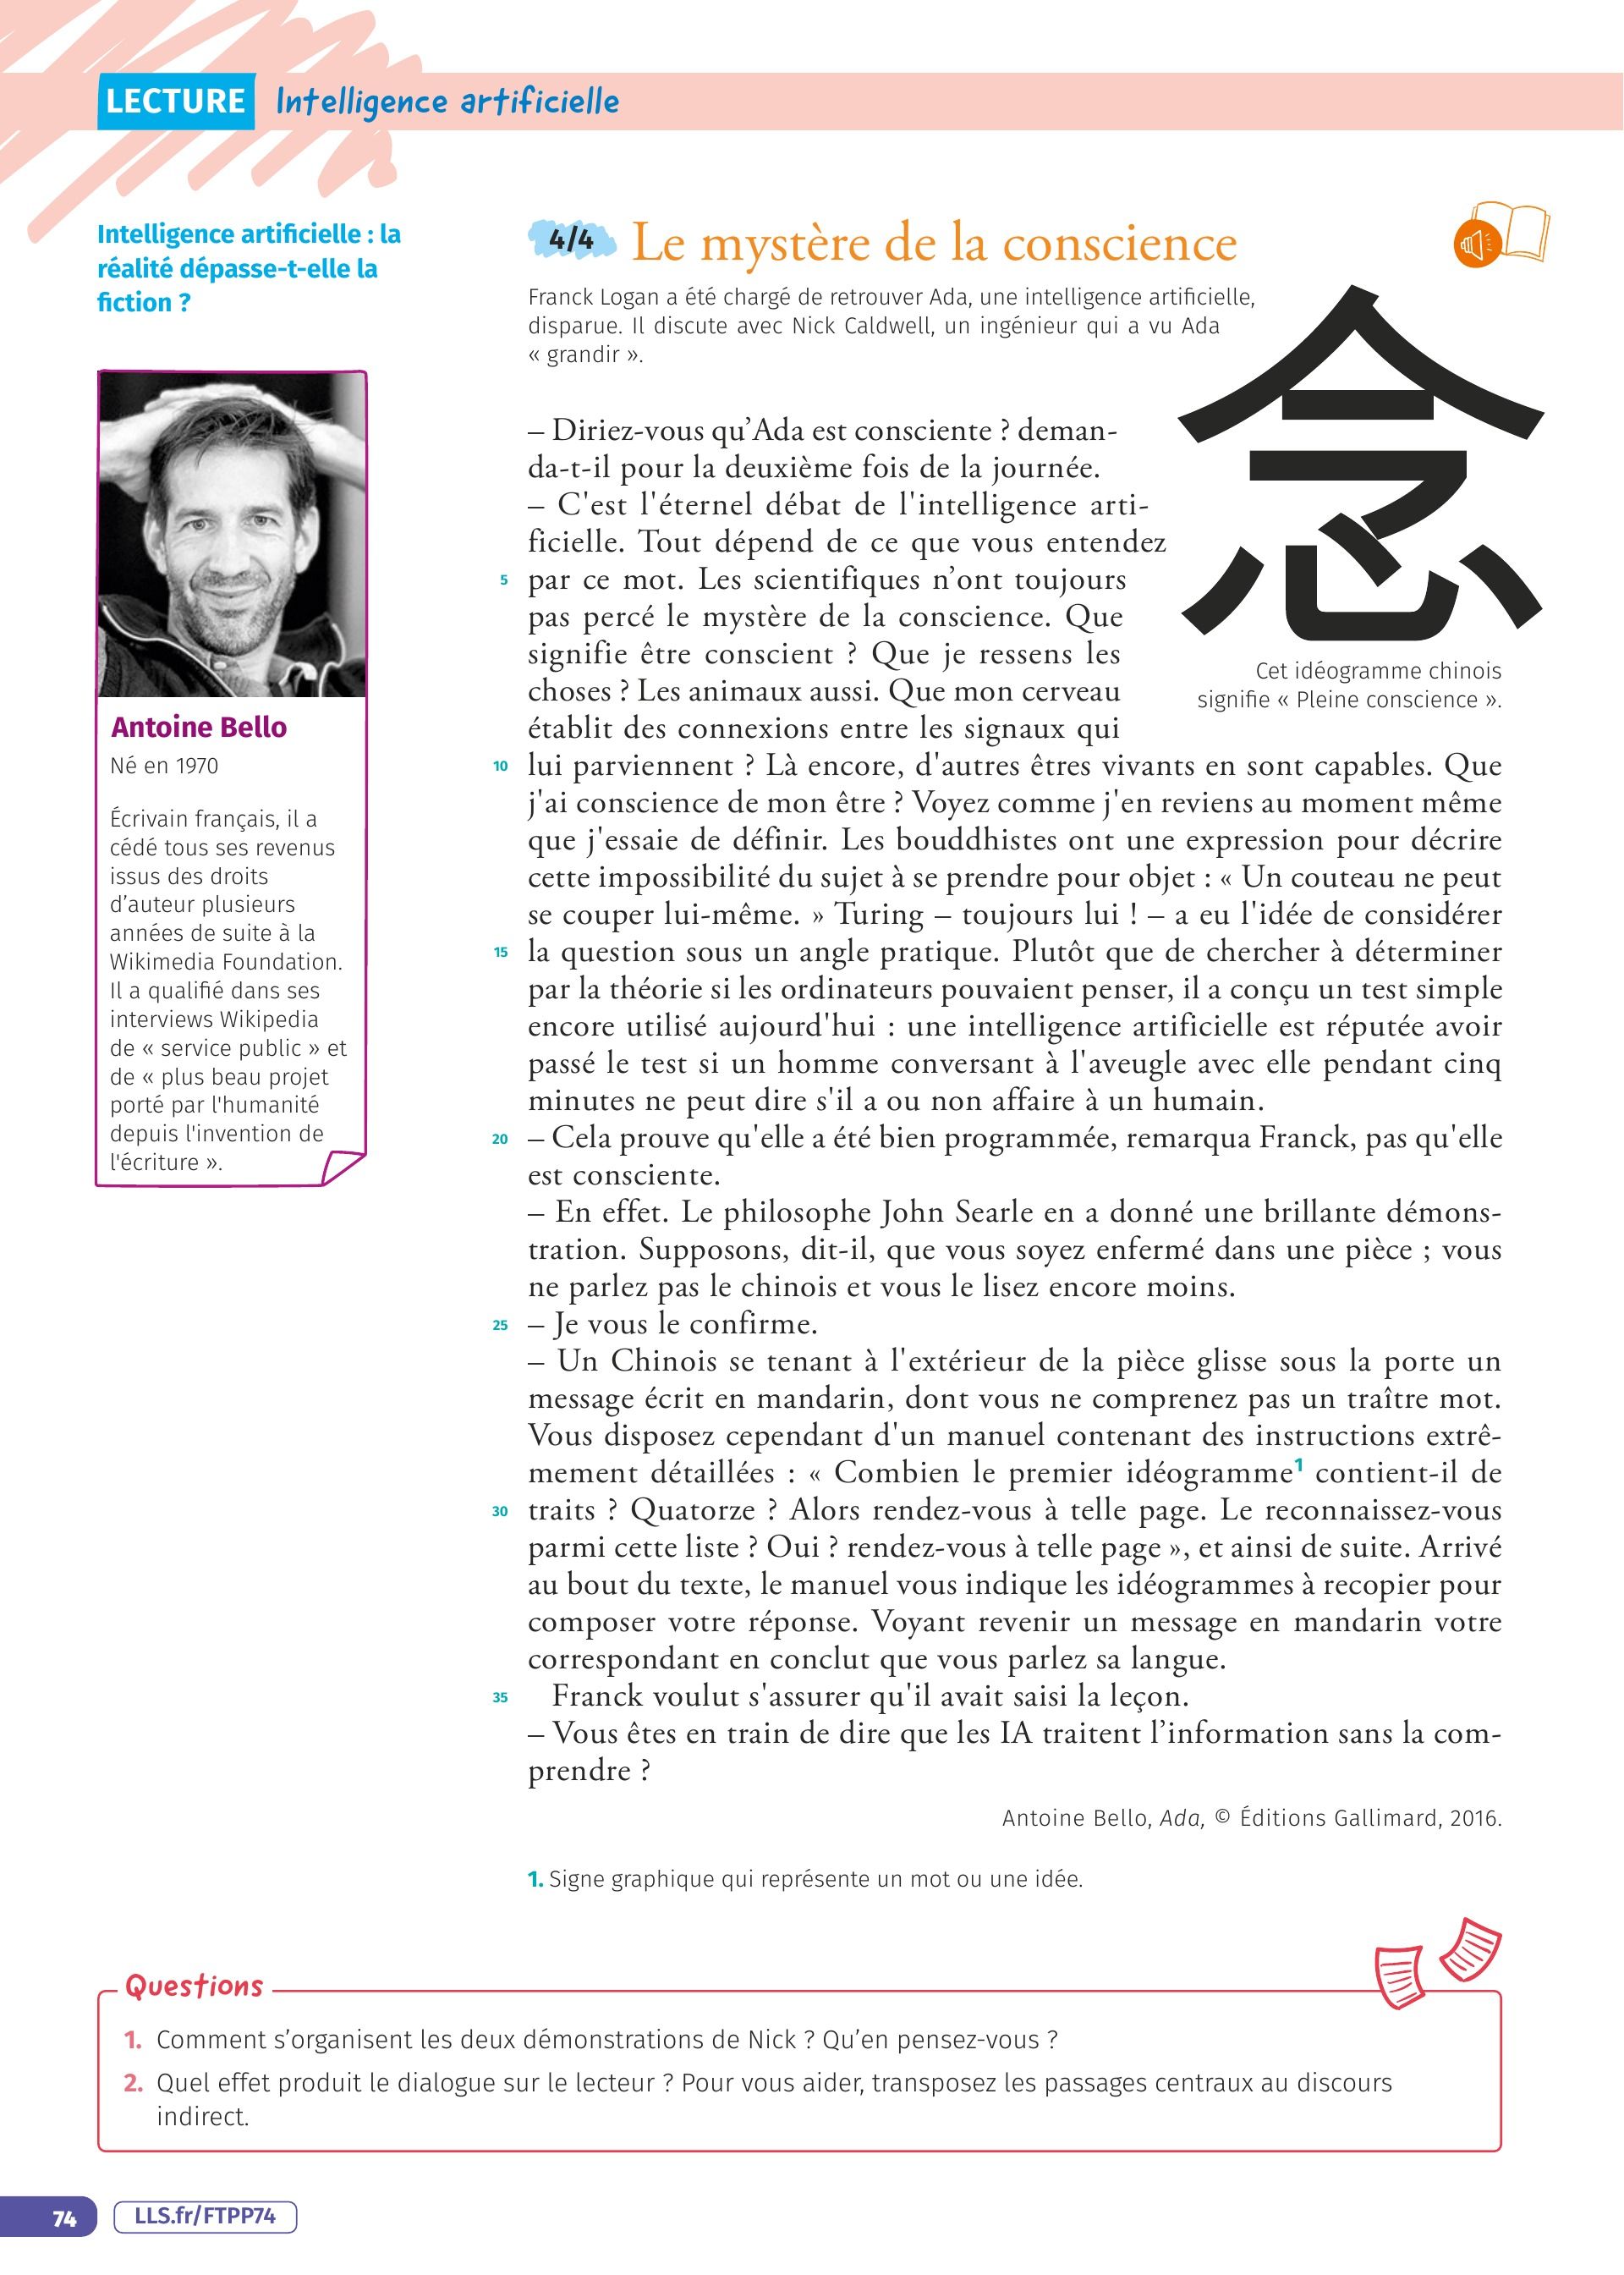 LECTURE Intelligence artificielle
Intelligence artificielle : la
réalité dépasse-t-elle la
fiction ?
Antoine Bello
Né en 1970
Écrivain français, il a
cédé tous ses revenus
issus des droits
d’auteur plusieurs
années de suite à la
Wikimedia Foundation.
Il a qualifié dans ses
interviews Wikipedia
de « service public » et
de « plus beau projet
porté par l'humanité
depuis l'invention de
l'écriture ».
4/4 Le mystère de la conscience
Franck Logan a été chargé de retrouver Ada, une intelligence artificielle,
disparue. Il discute avec Nick Caldwell, un ingénieur qui a vu Ada
« grandir ».
念
Cet idéogramme chinois
signifie « Pleine conscience ».
– Diriez-vous qu’Ada est consciente ? deman-
da-t-il pour la deuxième fois de la journée.
– C'est l'éternel débat de l'intelligence arti-
ficielle. Tout dépend de ce que vous entendez
5 par ce mot. Les scientifiques n’ont toujours
pas percé le mystère de la conscience. Que
signifie être conscient ? Que je ressens les
choses ? Les animaux aussi. Que mon cerveau
établit des connexions entre les signaux qui
10 lui parviennent ? Là encore, d'autres êtres vivants en sont capables. Que
j'ai conscience de mon être ? Voyez comme j'en reviens au moment même
que j'essaie de définir. Les bouddhistes ont une expression pour décrire
cette impossibilité du sujet à se prendre pour objet : « Un couteau ne peut
se couper lui-même. » Turing – toujours lui ! – a eu l'idée de considérer
15 la question sous un angle pratique. Plutôt que de chercher à déterminer
par la théorie si les ordinateurs pouvaient penser, il a conçu un test simple
encore utilisé aujourd'hui : une intelligence artificielle est réputée avoir
passé le test si un homme conversant à l'aveugle avec elle pendant cinq
minutes ne peut dire s'il a ou non affaire à un humain.
20 – Cela prouve qu'elle a été bien programmée, remarqua Franck, pas qu'elle
est consciente.
– En effet. Le philosophe John Searle en a donné une brillante démons-
tration. Supposons, dit-il, que vous soyez enfermé dans une pièce ; vous
ne parlez pas le chinois et vous le lisez encore moins.
25 – Je vous le confirme.
– Un Chinois se tenant à l'extérieur de la pièce glisse sous la porte un
message écrit en mandarin, dont vous ne comprenez pas un traître mot.
Vous disposez cependant d'un manuel contenant des instructions extrê-
mement détaillées : « Combien le premier idéogramme1 contient-il de
30 traits ? Quatorze ? Alors rendez-vous à telle page. Le reconnaissez-vous
parmi cette liste ? Oui ? rendez-vous à telle page », et ainsi de suite. Arrivé
au bout du texte, le manuel vous indique les idéogrammes à recopier pour
composer votre réponse. Voyant revenir un message en mandarin votre
correspondant en conclut que vous parlez sa langue.
35 Franck voulut s'assurer qu'il avait saisi la leçon.
– Vous êtes en train de dire que les IA traitent l’information sans la com-
prendre ?
Antoine Bello, Ada, © Éditions Gallimard, 2016.
1. Signe graphique qui représente un mot ou une idée.
Questions
1. Comment s’organisent les deux démonstrations de Nick ? Qu’en pensez-vous ?
2. Quel effet produit le dialogue sur le lecteur ? Pour vous aider, transposez les passages centraux au discours
indirect.
74 LLS.fr/FTPP74